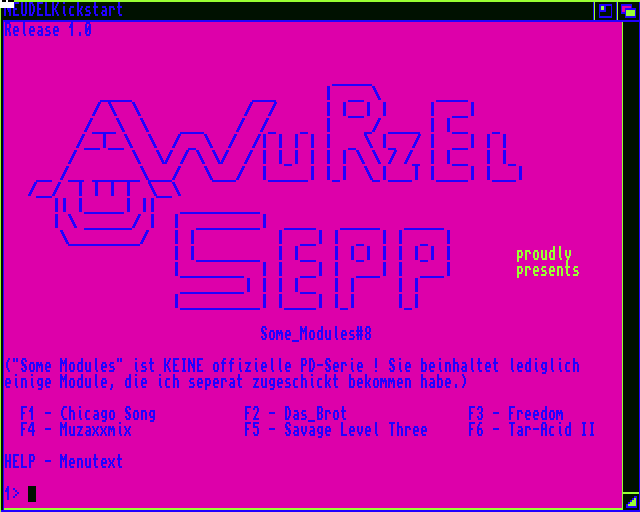 NEUDELKickstart
Release 1.0
WURZEL
SEPP
proudly
presents
Some_Modules#8
("Some Modules" ist KEINE offizielle PD-Serie ! Sie beinhaltet lediglich
einige Module, die ich seperat zugeschickt bekommen habe.)
F1 - Chicago Song F2 - Das_Brot F3 - Freedom
F4 - Muzaxxmix F5 - Savage Level Three F6 - Tar-Acid II
HELP - Menutext
1>